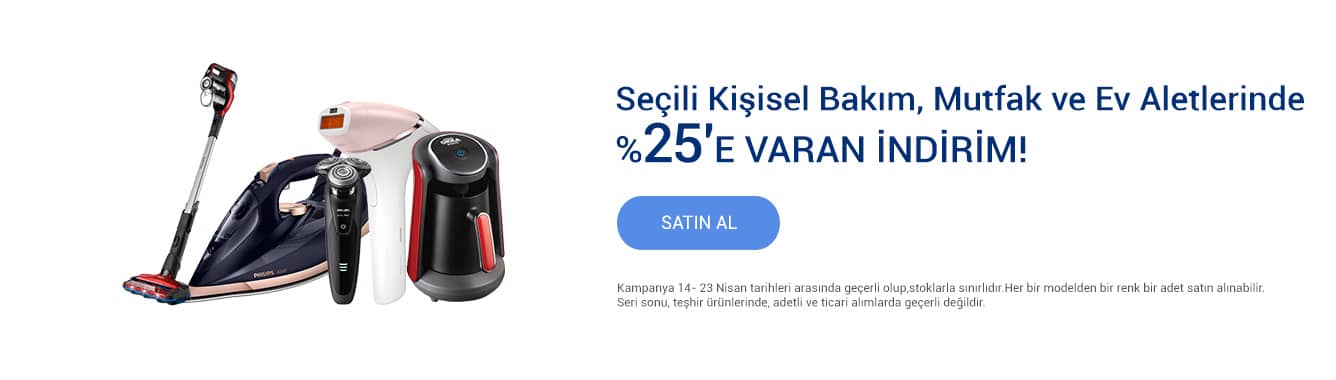 Seçili Kişisel Bakım, Mutfak ve Ev Aletlerinde
%25'E VARAN İNDİRİM!
SATIN AL
Kampanya 14- 23 Nisan tarihleri arasında geçerli olup,stoklarla sınırlıdır.Her bir modelden bir renk bir adet satın alınabilir.
Seri sonu, teşhir ürünlerinde, adetli ve ticari alımlarda geçerli değildir.
PHILIPS
PHILIPS